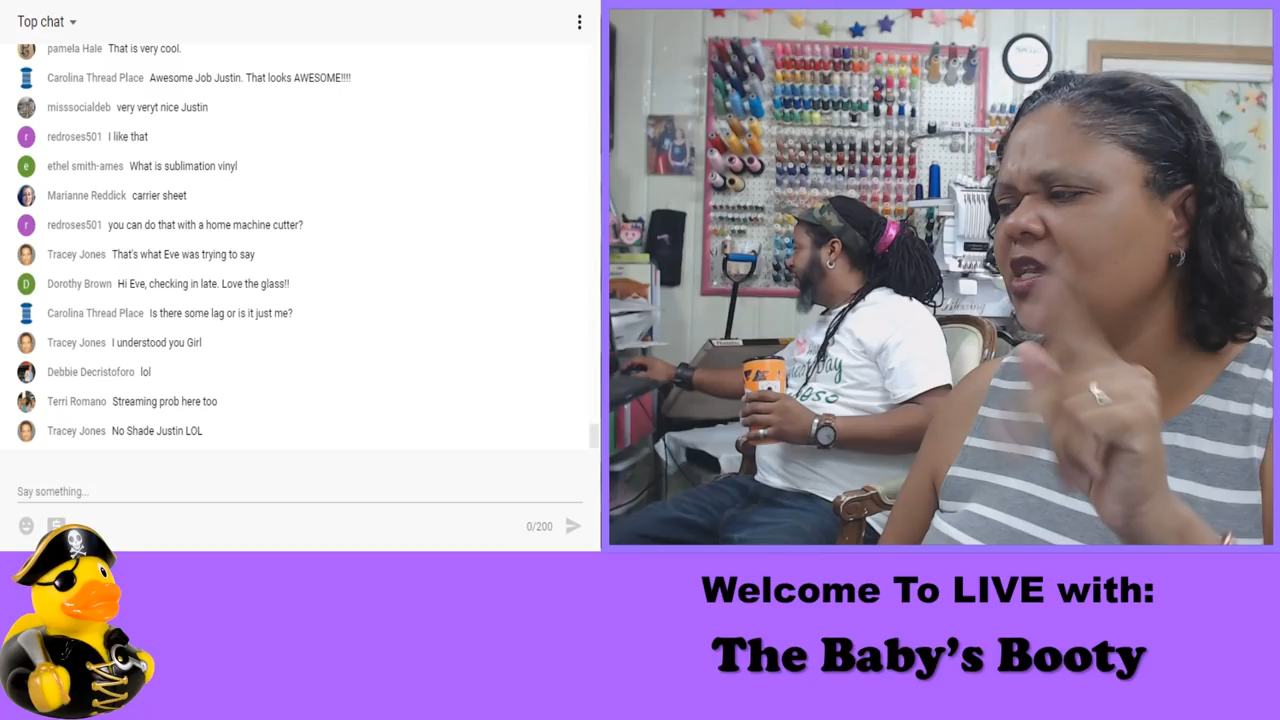 Top chat
pamela Hale That is very cool.
Carolina Thread Place Awesome Job Justin. That looks AWESOME!!!!
misssocialdeb very veryt nice Justin
r redroses501 I like that
e ethel smith-ames What is sublimation vinyl
Marianne Reddick carrier sheet
r redroses501 you can do that with a home machine cutter?
Tracey Jones That's what Eve was trying to say
D Dorothy Brown Hi Eve, checking in late. Love the glass!!
Carolina Thread Place Is there some lag or is it just me?
Tracey Jones I understood you Girl
Debbie Decristoforo lol
Terri Romano Streaming prob here too
Tracey Jones No Shade Justin LOL
Say something...
0/200
Welcome To LIVE with:
The Baby's Booty